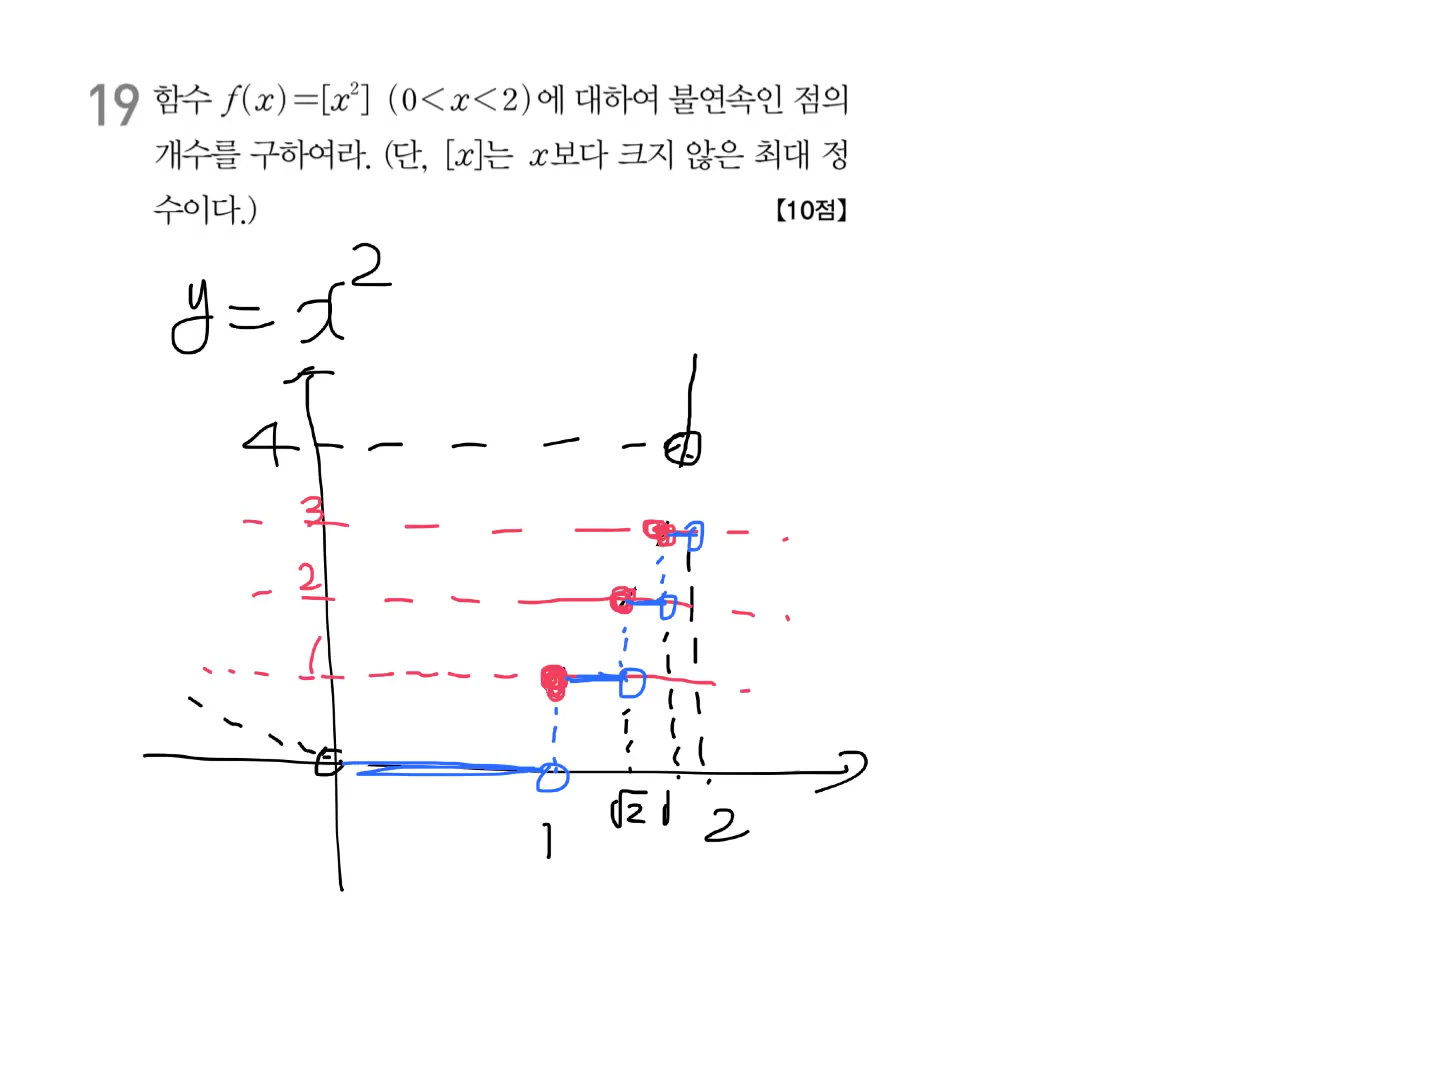 19 함수 f(x)=[x²] (0<x<2)에 대하여 불연속인 점의
개수를 구하여라. (단, [x]는 x보다 크지 않은 최대 정
수이다.) 【10점】
y = x²
4
3
2
1
1 √2 2